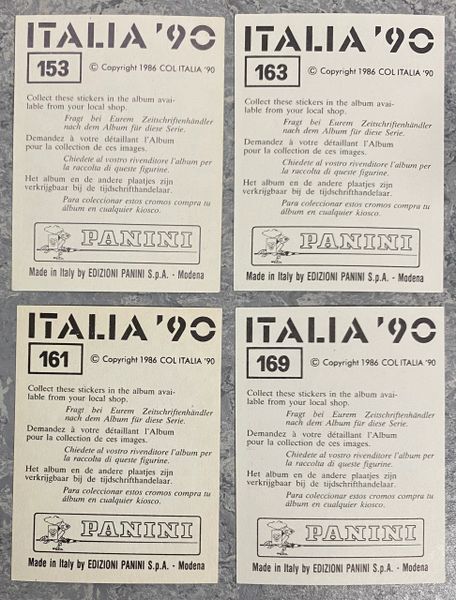 ITALIA '90
153 © Copyright 1986 COL ITALIA '90
Collect these stickers in the album avai-
lable from your local shop.
Fragt bei Eurem Zeitschriftenhändler
nach dem Album für diese Serie.
Demandez à votre détaillant l'Album
pour la collection de ces images.
Chiedete al vostro rivenditore l'album per
la raccolta di queste figurine.
Het album en de andere plaatjes zijn
verkrijgbaar bij de tijdschrifthandelaar.
Para coleccionar estos cromos compra tu
álbum en cualquier kiosco.
PANINI
Made in Italy by EDIZIONI PANINI S.p.A. - Modena
ITALIA '90
163 © Copyright 1986 COL ITALIA '90
Collect these stickers in the album avai-
lable from your local shop.
Fragt bei Eurem Zeitschriftenhändler
nach dem Album für diese Serie.
Demandez à votre détaillant l'Album
pour la collection de ces images.
Chiedete al vostro rivenditore l'album per
la raccolta di queste figurine.
Het album en de andere plaatjes zijn
verkrijgbaar bij de tijdschrifthandelaar.
Para coleccionar estos cromos compra tu
álbum en cualquier kiosco.
PANINI
Made in Italy by EDIZIONI PANINI S.p.A. - Modena
ITALIA '90
161 © Copyright 1986 COL ITALIA '90
Collect these stickers in the album avai-
lable from your local shop.
Fragt bei Eurem Zeitschriftenhändler
nach dem Album für diese Serie.
Demandez à votre détaillant l'Album
pour la collection de ces images.
Chiedete al vostro rivenditore l'album per
la raccolta di queste figurine.
Het album en de andere plaatjes zijn
verkrijgbaar bij de tijdschrifthandelaar.
Para coleccionar estos cromos compra tu
álbum en cualquier kiosco.
PANINI
Made in Italy by EDIZIONI PANINI S.p.A. - Modena
ITALIA '90
169 © Copyright 1986 COL ITALIA '90
Collect these stickers in the album avai-
lable from your local shop.
Fragt bei Eurem Zeitschriftenhändler
nach dem Album für diese Serie.
Demandez à votre détaillant l'Album
pour la collection de ces images.
Chiedete al vostro rivenditore l'album per
la raccolta di queste figurine.
Het album en de andere plaatjes zijn
verkrijgbaar bij de tijdschrifthandelaar.
Para coleccionar estos cromos compra tu
álbum en cualquier kiosco.
PANINI
Made in Italy by EDIZIONI PANINI S.p.A. - Modena